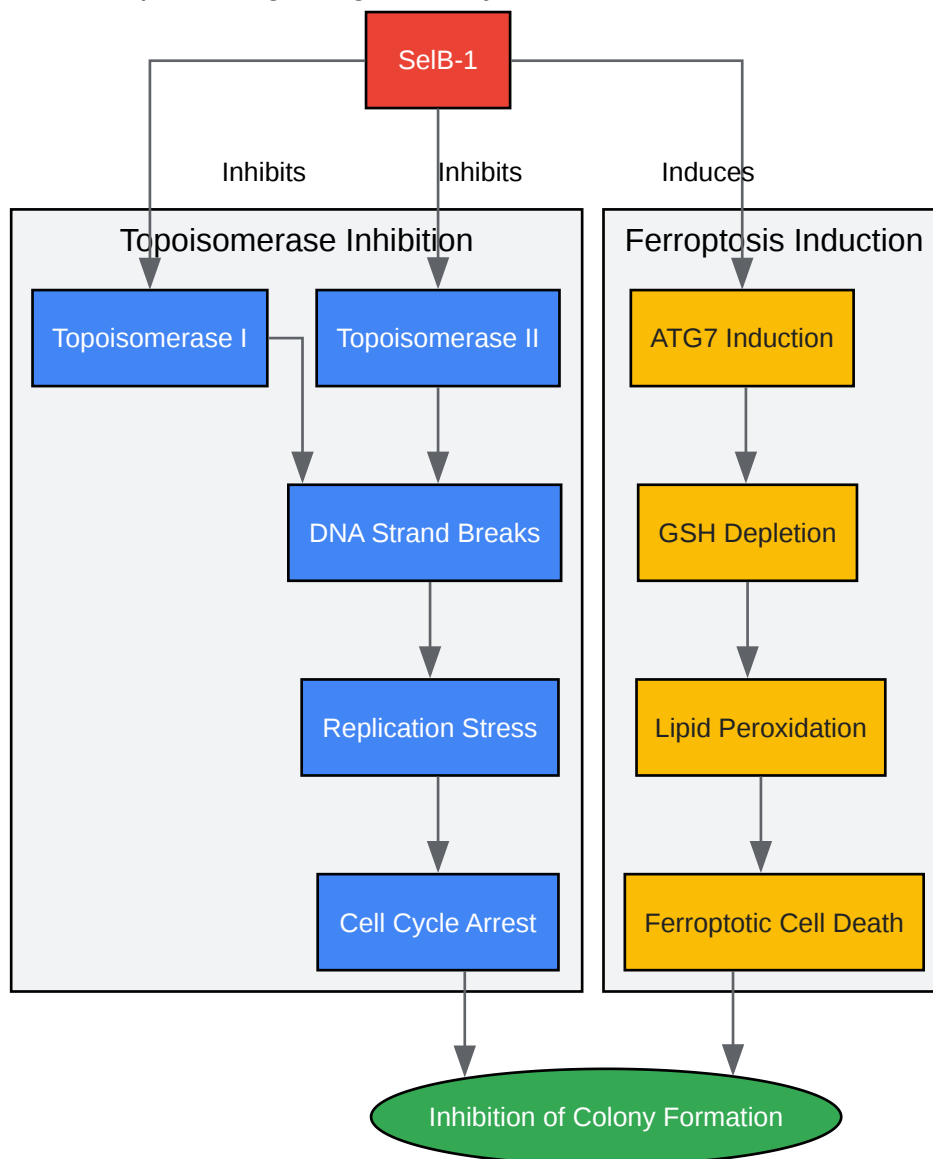 SelB-1
Inhibits
Inhibits
Induces
Topoisomerase Inhibition
Ferroptosis Induction
Topoisomerase I
Topoisomerase II
ATG7 Induction
DNA Strand Breaks
GSH Depletion
Replication Stress
Lipid Peroxidation
Cell Cycle Arrest
Ferroptotic Cell Death
Inhibition of Colony Formation